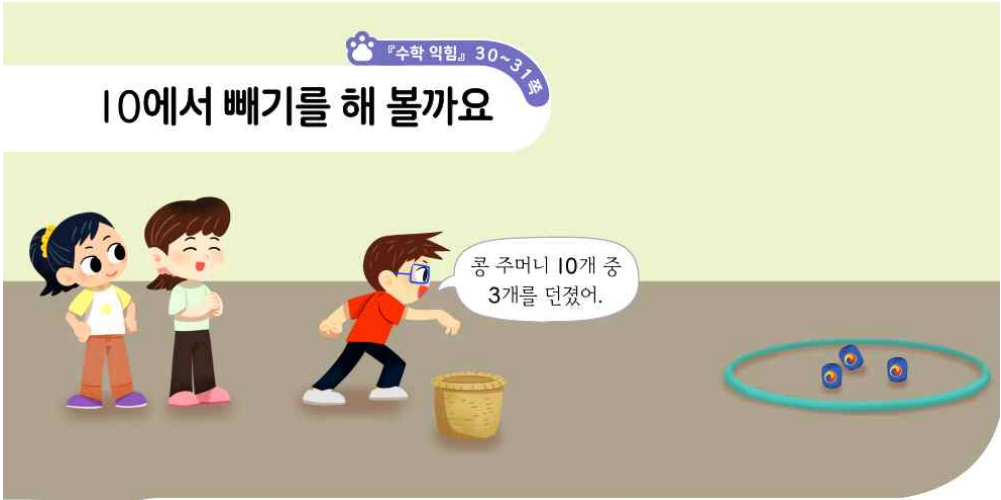 『수학 익힘』 30~31쪽
10에서 빼기를 해 볼까요
콩 주머니 10개 중
3개를 던졌어.